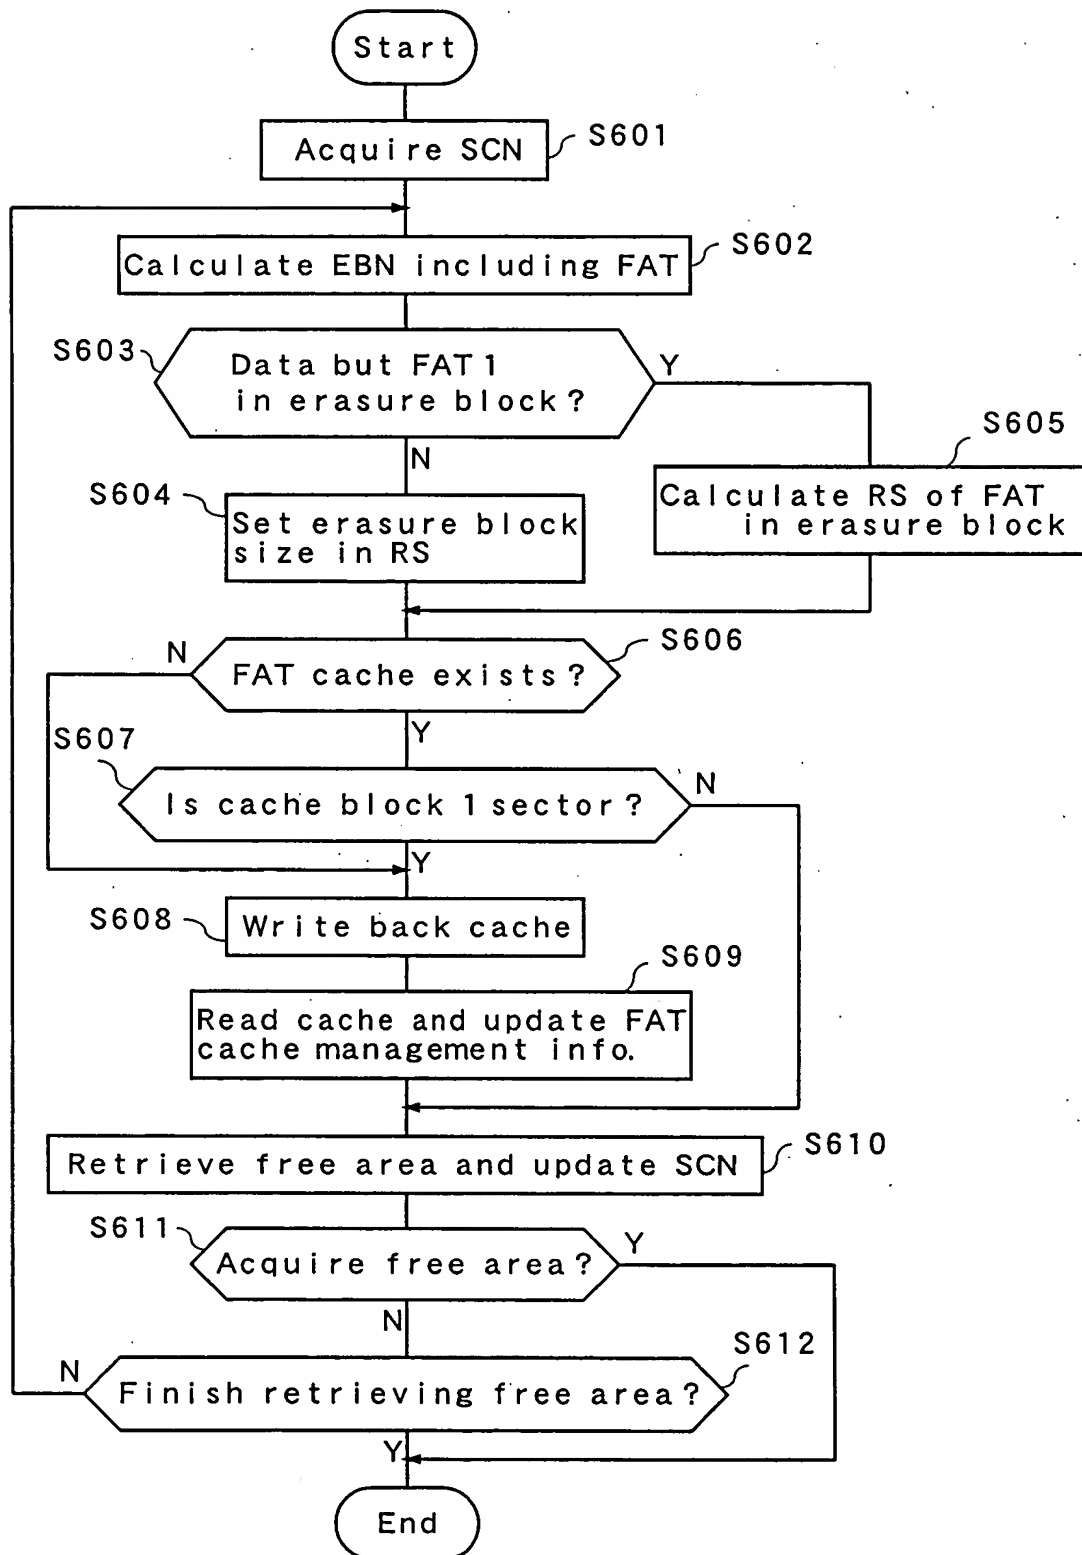 Start
Acquire SCN
S601
S602
Calculate EBN including FAT
S603
Data but FAT1
in erasure block?
Y
N
S605
S604
Set erasure block
size in RS
Calculate RS of FAT
in erasure block
S606
N
FAT cache exists?
Y
S607
Is cache block 1 sector?
N
Y
S608
Write back cache
S609
Read cache and update FAT
cache management info.
S610
Retrieve free area and update SCN
S611
Acquire free area?
Y
N
S612
N
Finish retrieving free area?
Y
End